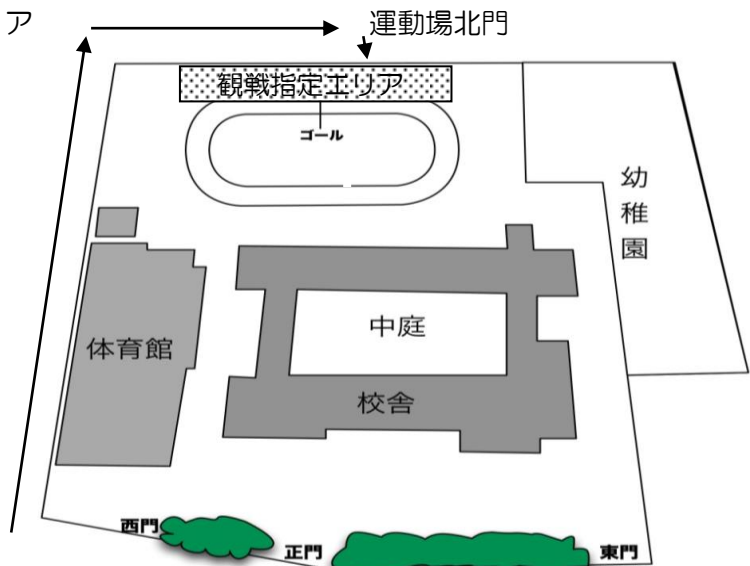 ア
運動場北門
観戦指定エリア
ゴール
幼稚園
体育館
中庭
校舎
西門
正門
東門